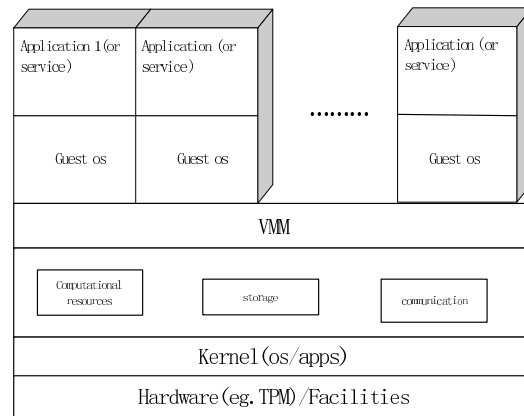 Application 1(or
service)
Application (or
service)
Application (or
service)
.........
Guest os
Guest os
Guest os
VMM
Computational
resources
storage
communication
Kernel(os/apps)
Hardware(eg.TPM)/Facilities